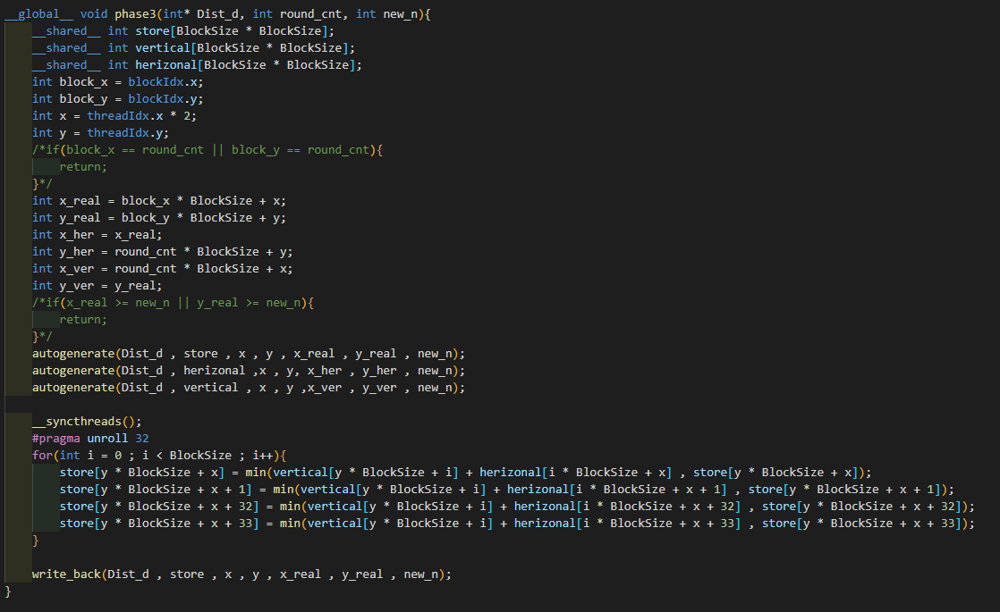 __global__ void phase3(int* Dist_d, int round_cnt, int new_n){
__shared__ int store[BlockSize * BlockSize];
__shared__ int vertical[BlockSize * BlockSize];
__shared__ int herizonal[BlockSize * BlockSize];
int block_x = blockIdx.x;
int block_y = blockIdx.y;
int x = threadIdx.x * 2;
int y = threadIdx.y;
/*if(block_x == round_cnt || block_y == round_cnt){
return;
}*/
int x_real = block_x * BlockSize + x;
int y_real = block_y * BlockSize + y;
int x_her = x_real;
int y_her = round_cnt * BlockSize + y;
int x_ver = round_cnt * BlockSize + x;
int y_ver = y_real;
/*if(x_real >= new_n || y_real >= new_n){
return;
}*/
autogenerate(Dist_d , store , x , y , x_real , y_real , new_n);
autogenerate(Dist_d , herizonal ,x , y, x_her , y_her , new_n);
autogenerate(Dist_d , vertical , x , y ,x_ver , y_ver , new_n);
__syncthreads();
#pragma unroll 32
for(int i = 0 ; i < BlockSize ; i++){
store[y * BlockSize + x] = min(vertical[y * BlockSize + i] + herizonal[i * BlockSize + x] , store[y * BlockSize + x]);
store[y * BlockSize + x + 1] = min(vertical[y * BlockSize + i] + herizonal[i * BlockSize + x + 1] , store[y * BlockSize + x + 1]);
store[y * BlockSize + x + 32] = min(vertical[y * BlockSize + i] + herizonal[i * BlockSize + x + 32] , store[y * BlockSize + x + 32]);
store[y * BlockSize + x + 33] = min(vertical[y * BlockSize + i] + herizonal[i * BlockSize + x + 33] , store[y * BlockSize + x + 33]);
}
write_back(Dist_d , store , x , y , x_real , y_real , new_n);
}